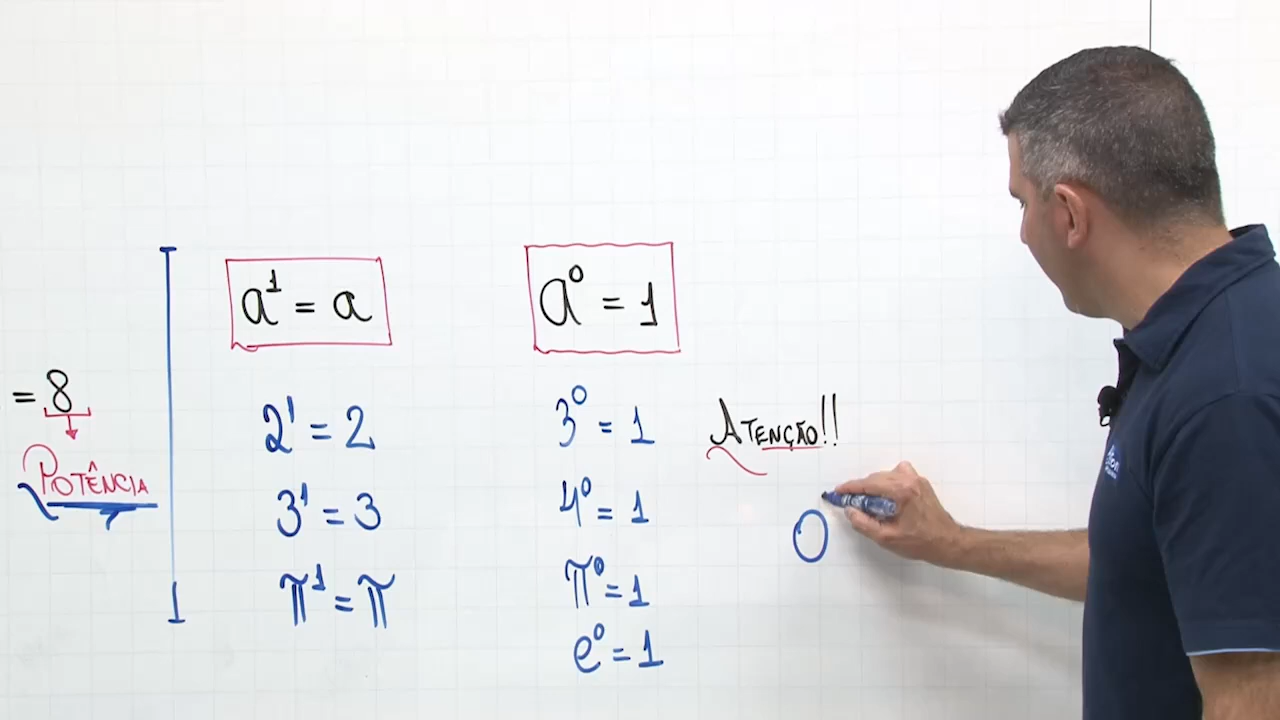 = 8
POTÊNCIA
a¹ = a
2¹ = 2
3¹ = 3
π¹ = π
a⁰ = 1
3⁰ = 1
4⁰ = 1
π⁰ = 1
e⁰ = 1
ATENÇÃO!!
0